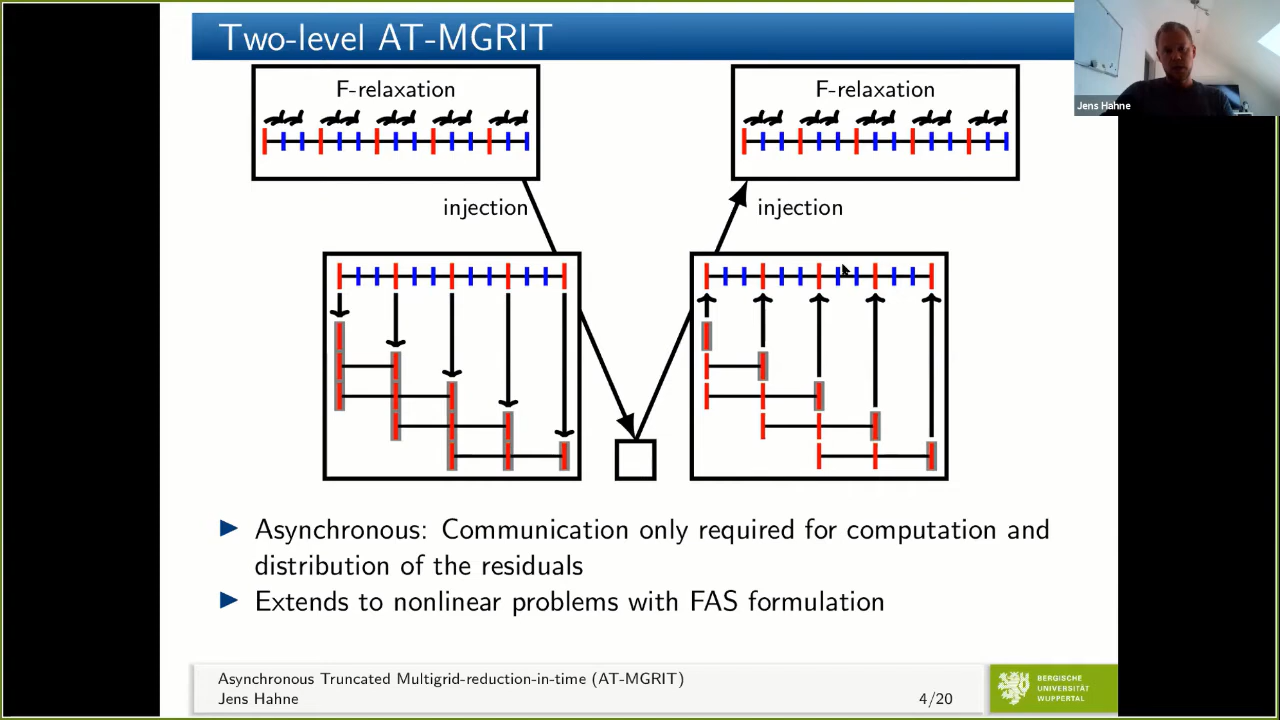 Two-level AT-MGRIT
F-relaxation
F-relaxation
Jens Hahne
injection
injection
Asynchronous: Communication only required for computation and
distribution of the residuals
Extends to nonlinear problems with FAS formulation
Asynchronous Truncated Multigrid-reduction-in-time (AT-MGRIT)
Jens Hahne
4/20
BERGISCHE
UNIVERSITÄT
WUPPERTAL